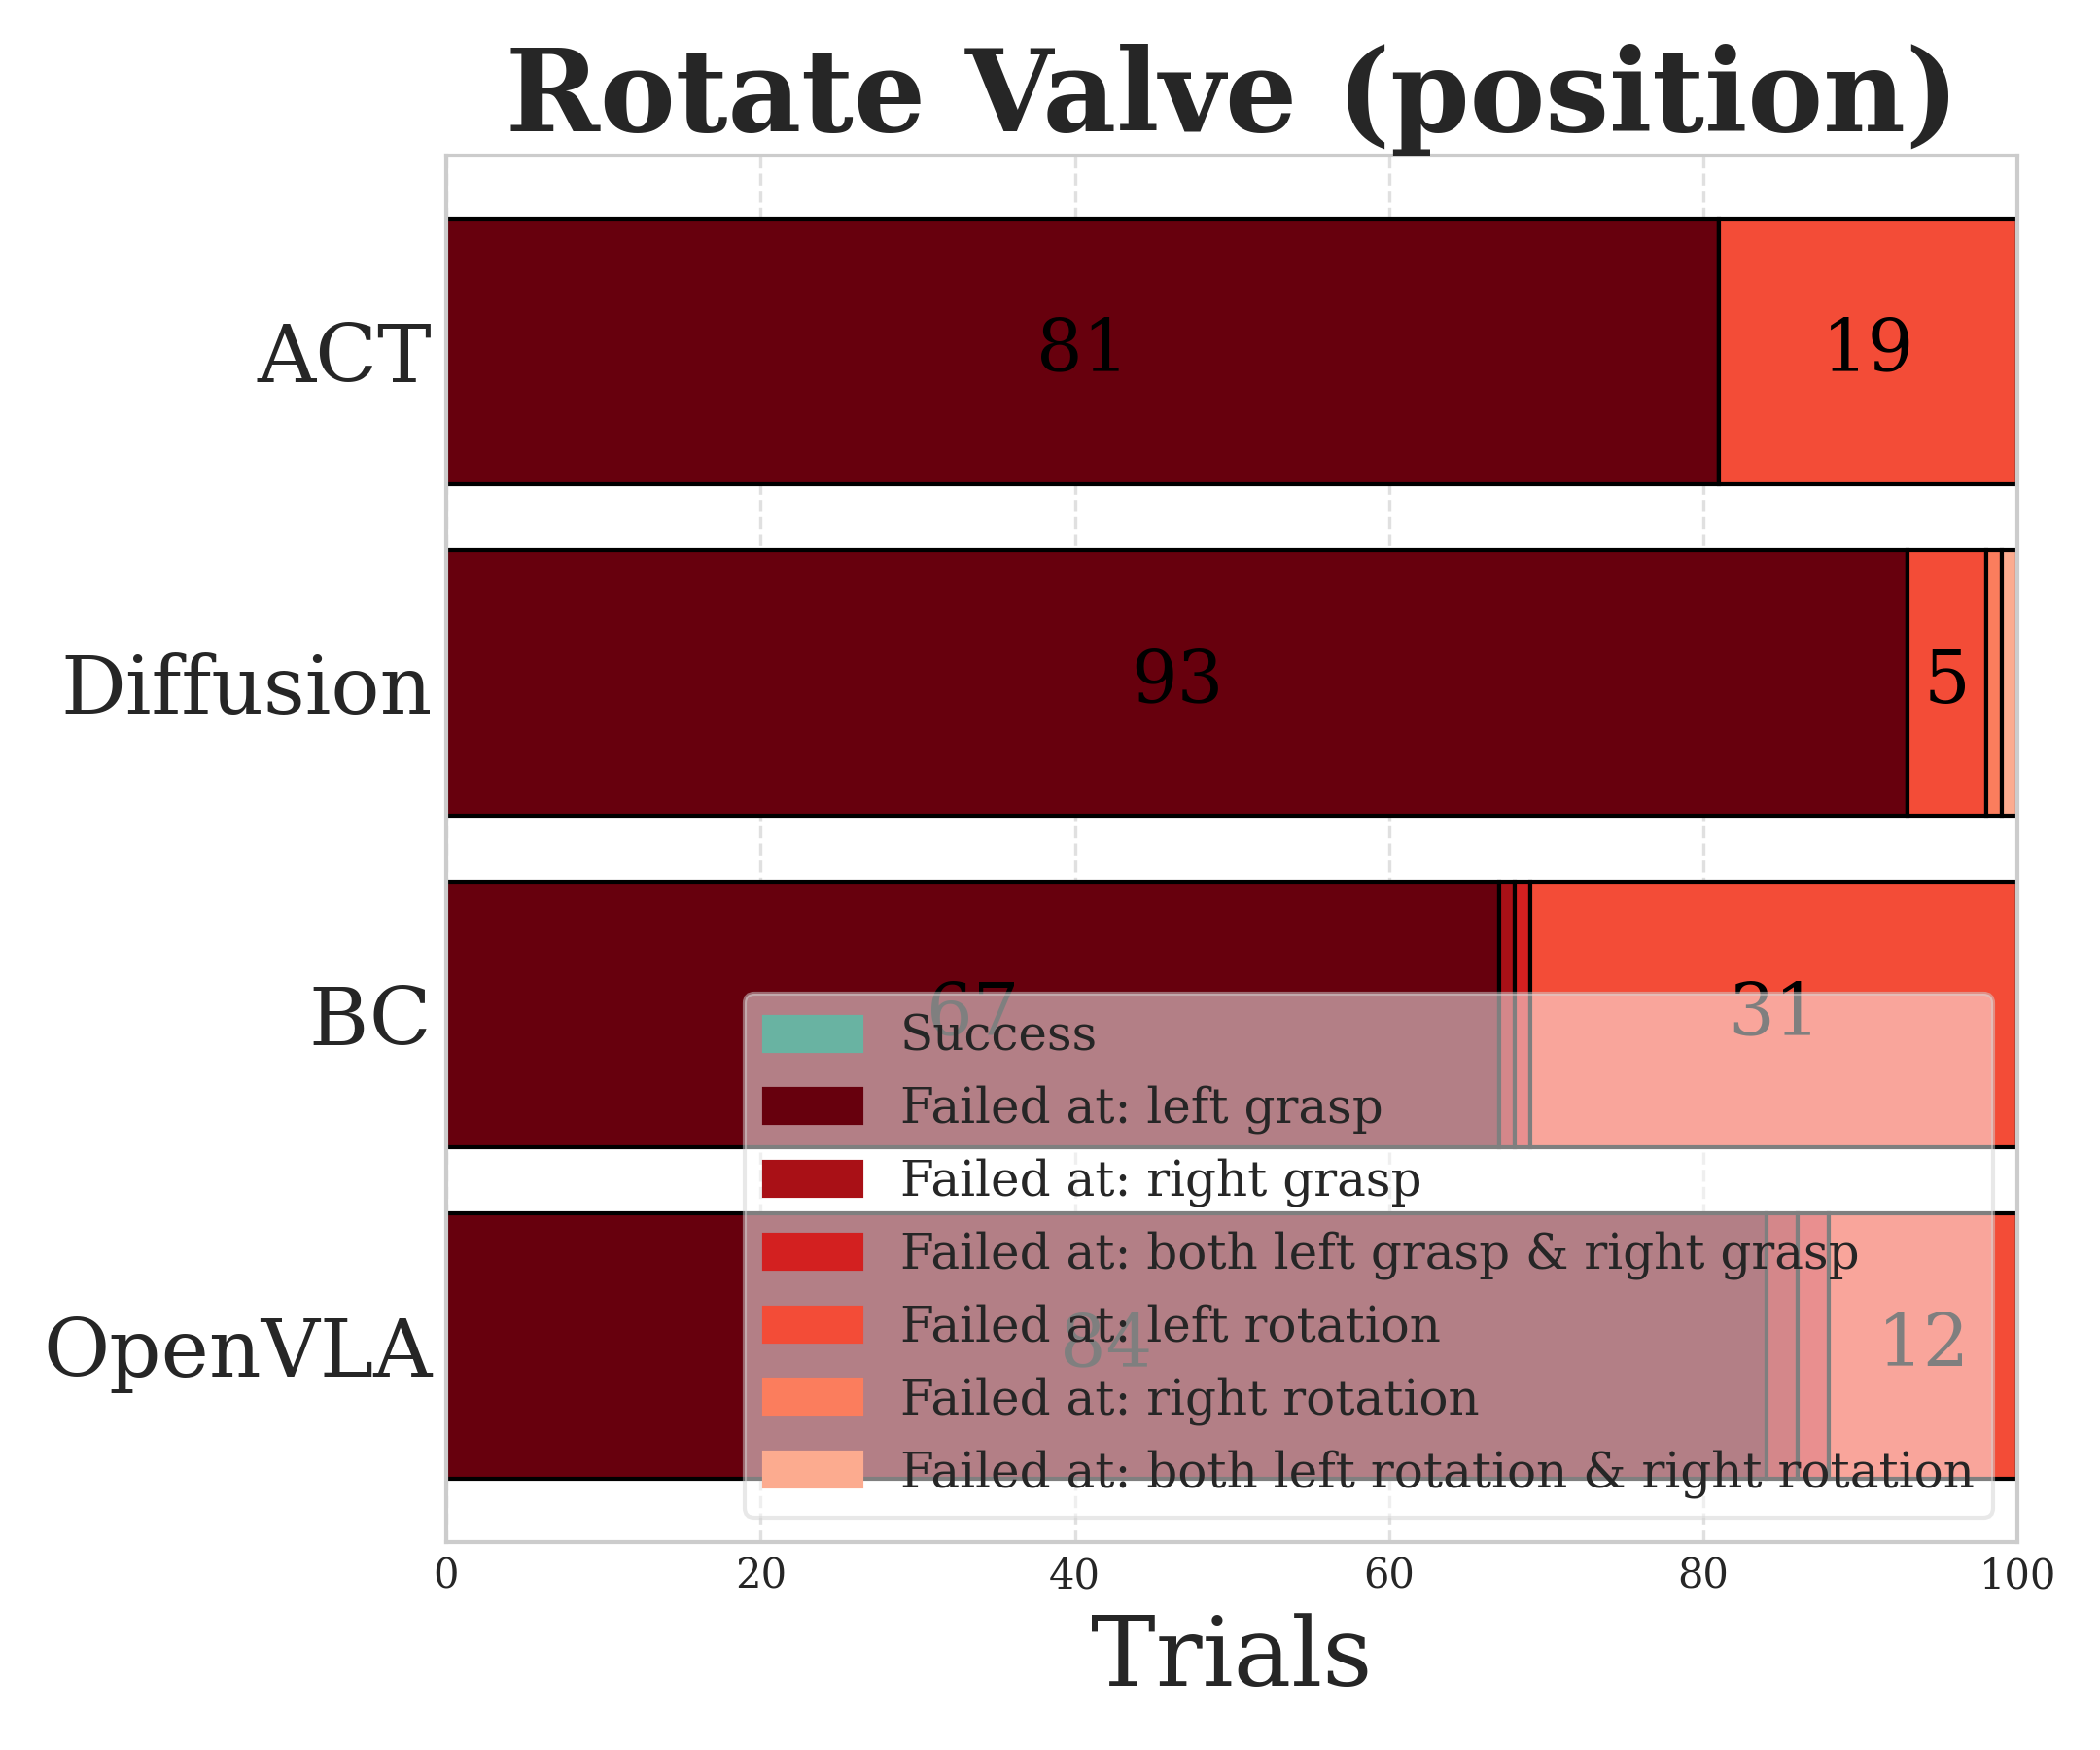 Rotate Valve (position)
ACT
81
19
Diffusion
93
5
BC
67
31
Success
Failed at: left grasp
Failed at: right grasp
Failed at: both left grasp & right grasp
Failed at: left rotation
OpenVLA
84
12
Failed at: right rotation
Failed at: both left rotation & right rotation
0 20 40 60 80 100
Trials